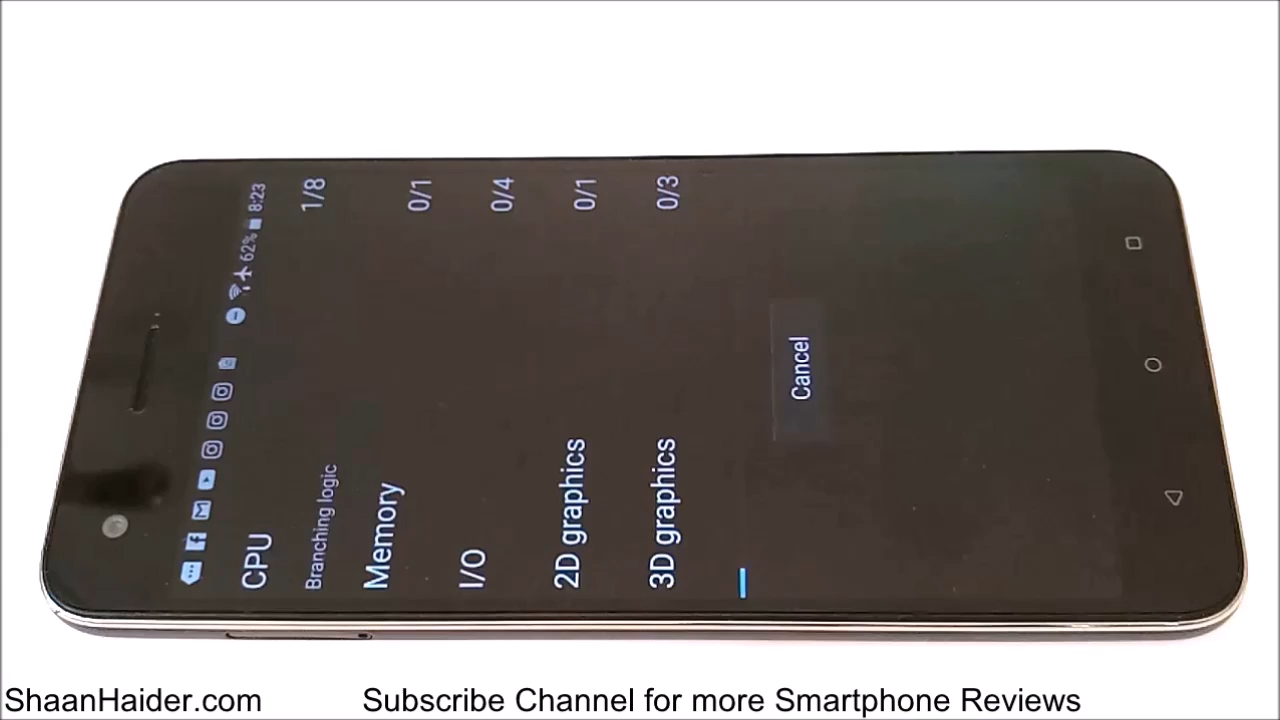 62% 8:23
CPU
Branching logic 1/8
Memory 0/1
I/O 0/4
2D graphics 0/1
3D graphics 0/3
Cancel
ShaanHaider.com Subscribe Channel for more Smartphone Reviews